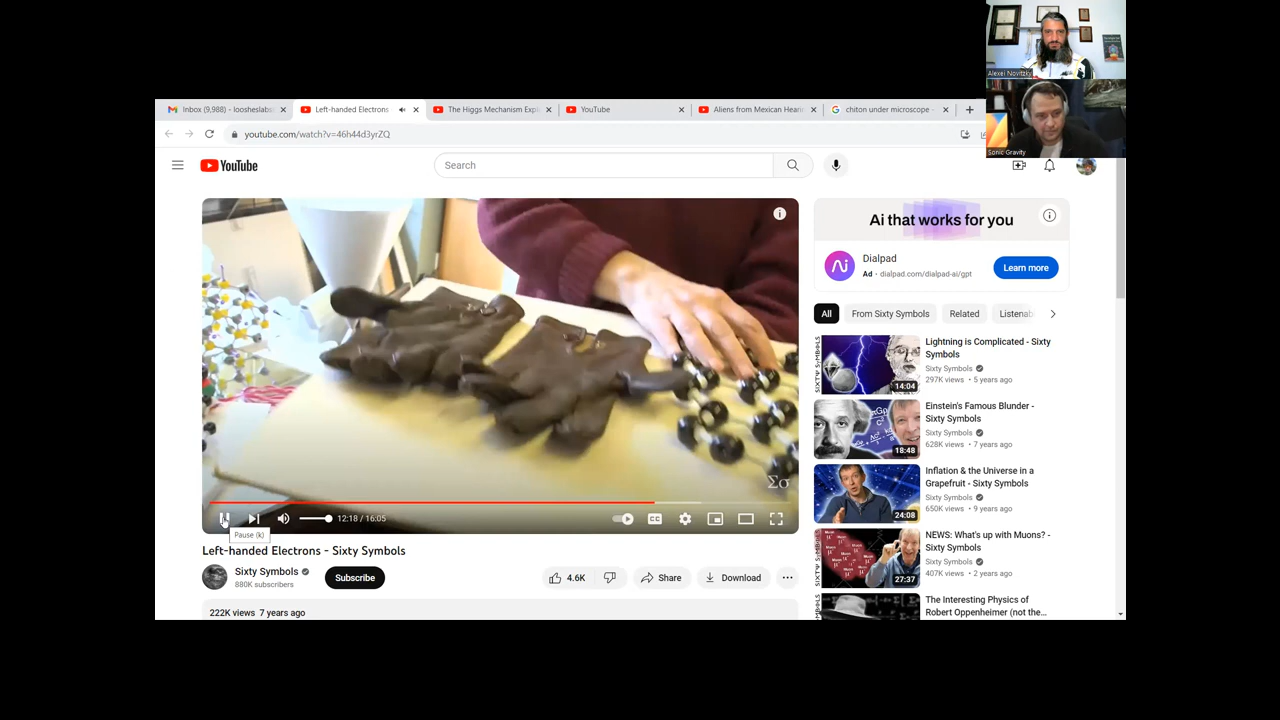 Alexei Novitzky
Sonic Gravity
Inbox (9,988) - loosheslabs
Left-handed Electrons
The Higgs Mechanism Expl
YouTube
Aliens from Mexican Heari
chiton under microscope -
youtube.com/watch?v=46h44d3yrZQ
YouTube
Search
Σσ
12:18 / 16:05
CC
Pause (k)
Left-handed Electrons - Sixty Symbols
Sixty Symbols
880K subscribers
Subscribe
4.6K
Share
Download
222K views 7 years ago
Ai that works for you
Dialpad
Ad · dialpad.com/dialpad-ai/gpt
Learn more
All
From Sixty Symbols
Related
Listenab
14:04
Lightning is Complicated - Sixty
Symbols
Sixty Symbols
297K views • 5 years ago
18:48
Einstein's Famous Blunder -
Sixty Symbols
Sixty Symbols
628K views • 7 years ago
24:08
Inflation & the Universe in a
Grapefruit - Sixty Symbols
Sixty Symbols
650K views • 9 years ago
27:37
NEWS: What's up with Muons? -
Sixty Symbols
Sixty Symbols
407K views • 2 years ago
The Interesting Physics of
Robert Oppenheimer (not the...